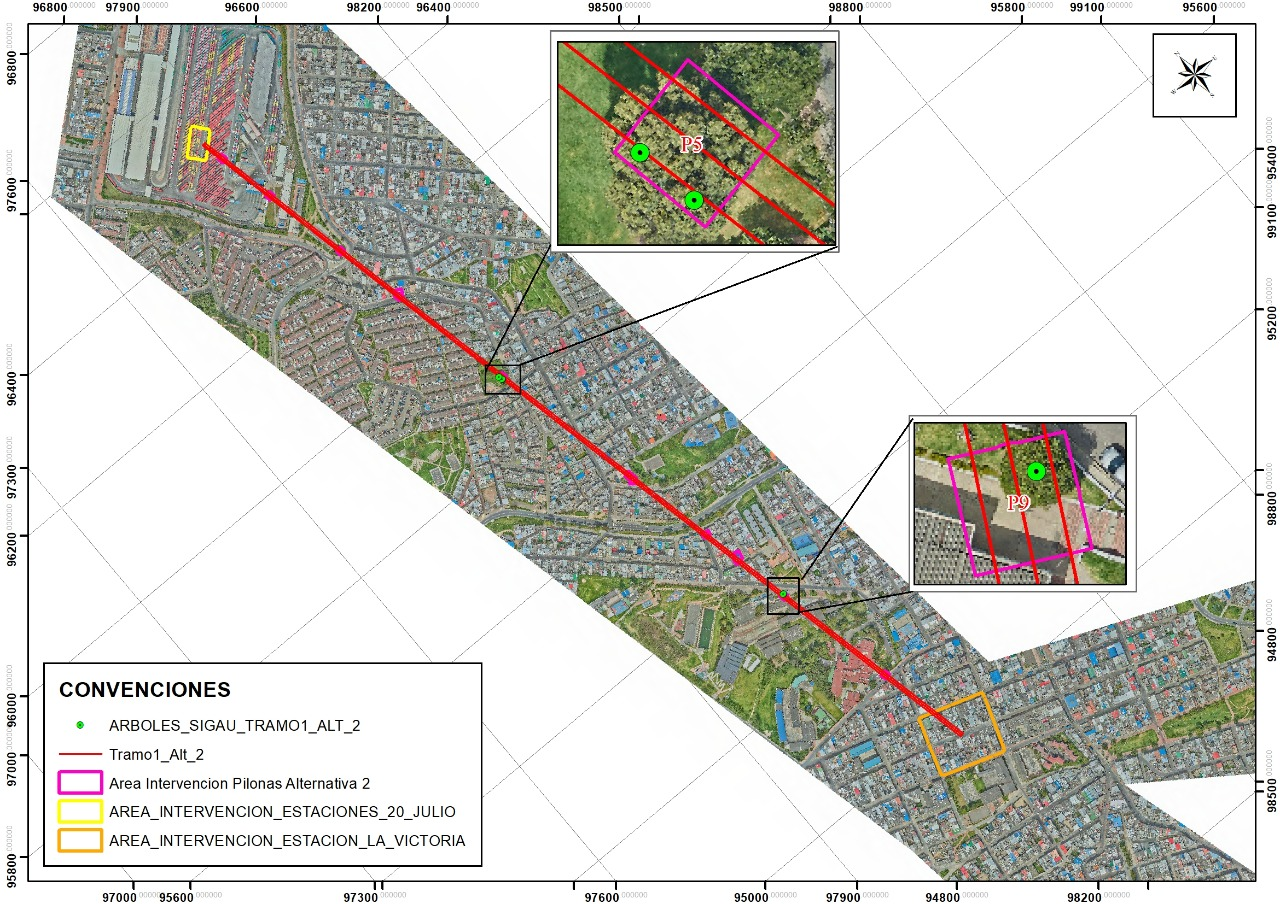 96800 97900 96600 98200 96400 98500 98800 95800 99100 95600
96800
97600
96400
97300
96200
96000
97000
95800
95400
99100
95200
98800
94800
98500
P5
P9
CONVENCIONES
ARBOLES_SIGAU_TRAMO1_ALT_2
Tramo1_Alt_2
Area Intervencion Pilonas Alternativa 2
AREA_INTERVENCION_ESTACIONES_20_JULIO
AREA_INTERVENCION_ESTACION_LA_VICTORIA
97000 95600 97300 97600 95000 97900 94800 98200